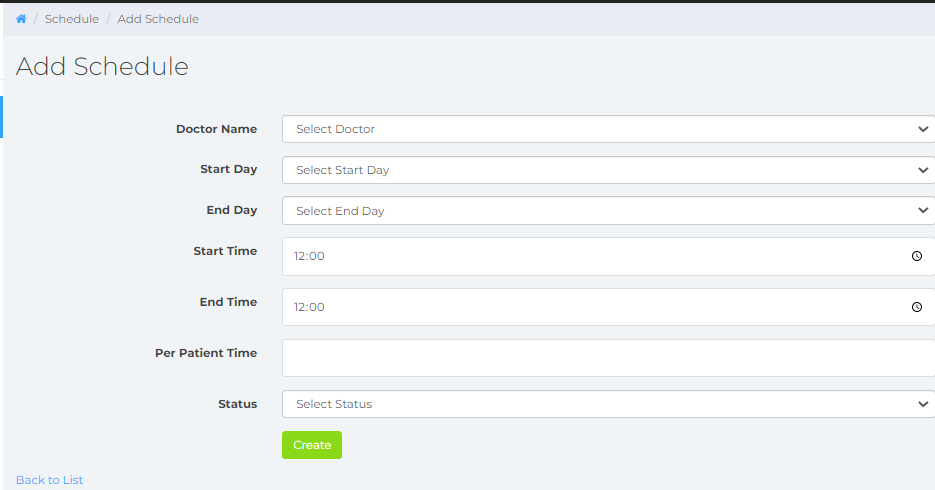 / Schedule / Add Schedule
Add Schedule
Doctor Name Select Doctor
Start Day Select Start Day
End Day Select End Day
Start Time 12:00
End Time 12:00
Per Patient Time
Status Select Status
Create
Back to List